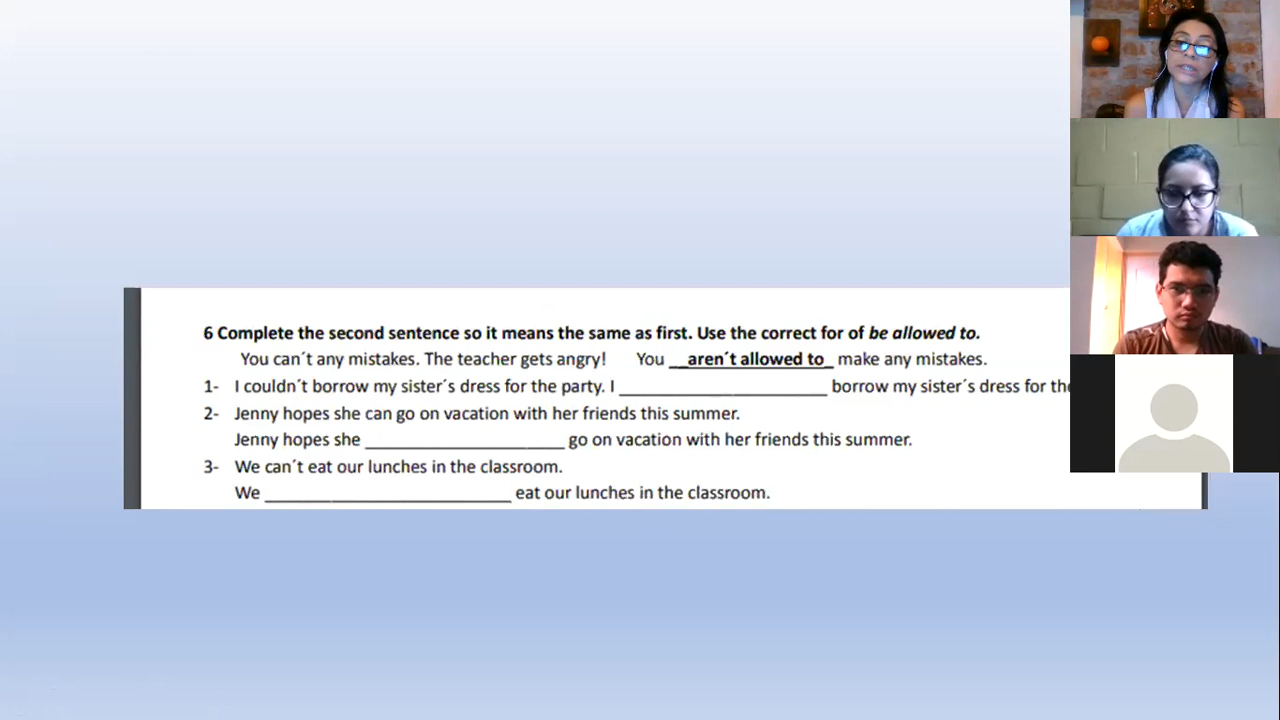 6 Complete the second sentence so it means the same as first. Use the correct for of be allowed to.
You can´t any mistakes. The teacher gets angry! You __aren´t allowed to_ make any mistakes.
1- I couldn´t borrow my sister´s dress for the party. I ______________________ borrow my sister´s dress for the
2- Jenny hopes she can go on vacation with her friends this summer.
Jenny hopes she _____________________ go on vacation with her friends this summer.
3- We can´t eat our lunches in the classroom.
We __________________________ eat our lunches in the classroom.